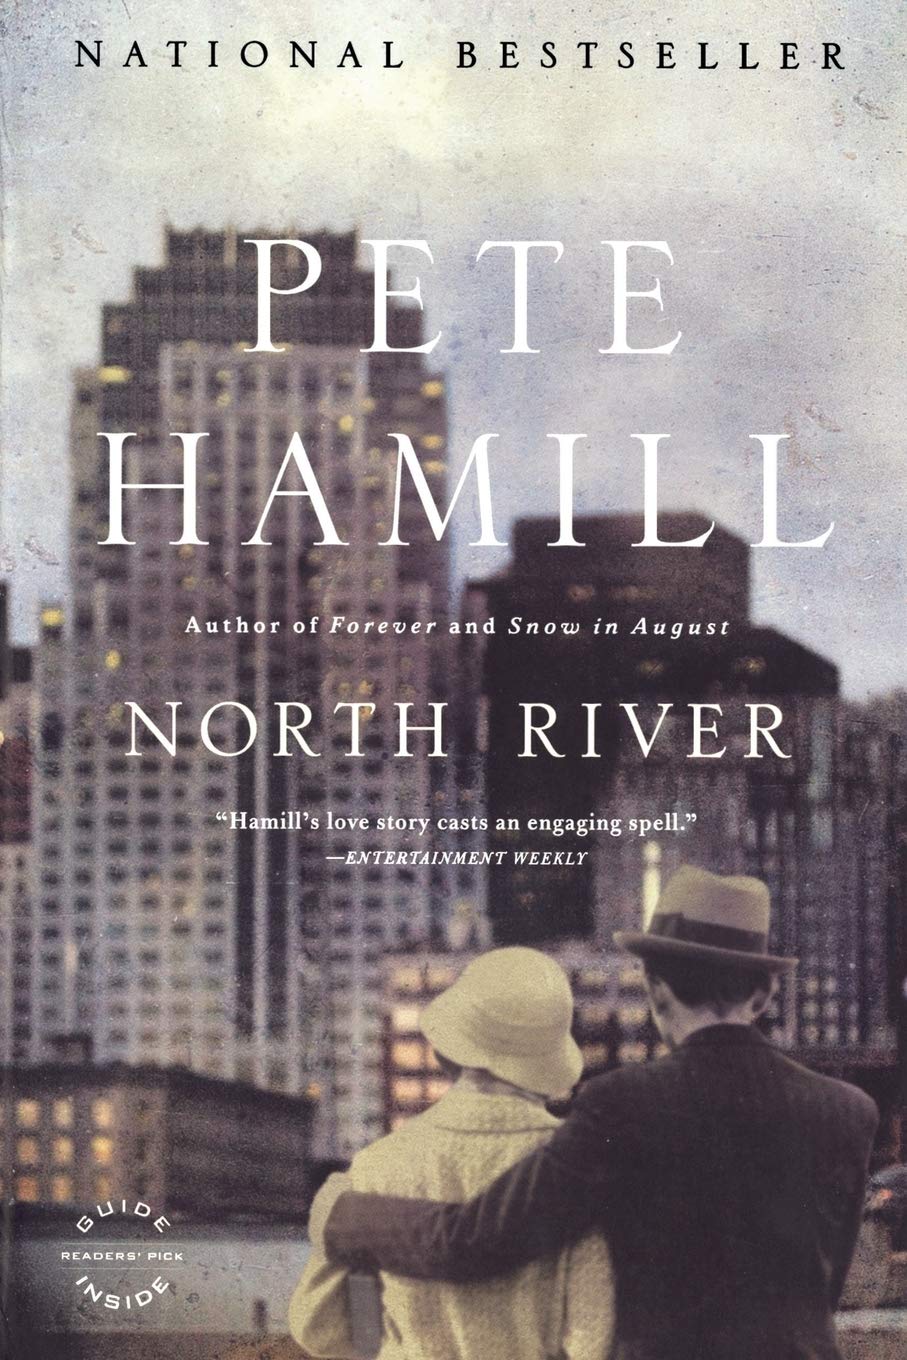 NATIONAL BESTSELLER
PETE
HAMILL
Author of Forever and Snow in August
NORTH RIVER
“Hamill’s love story casts an engaging spell.”
—ENTERTAINMENT WEEKLY
GUIDE
READERS’ PICK
INSIDE